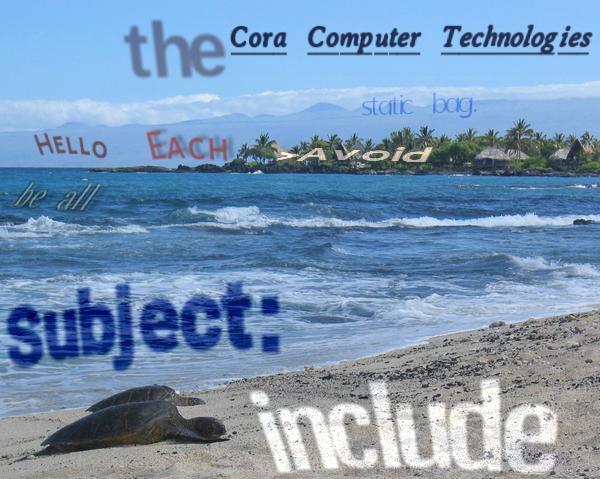 the
Cora Computer Technologies
static bag.
HELLO
EACH
>Avoid
be all
subject:
include